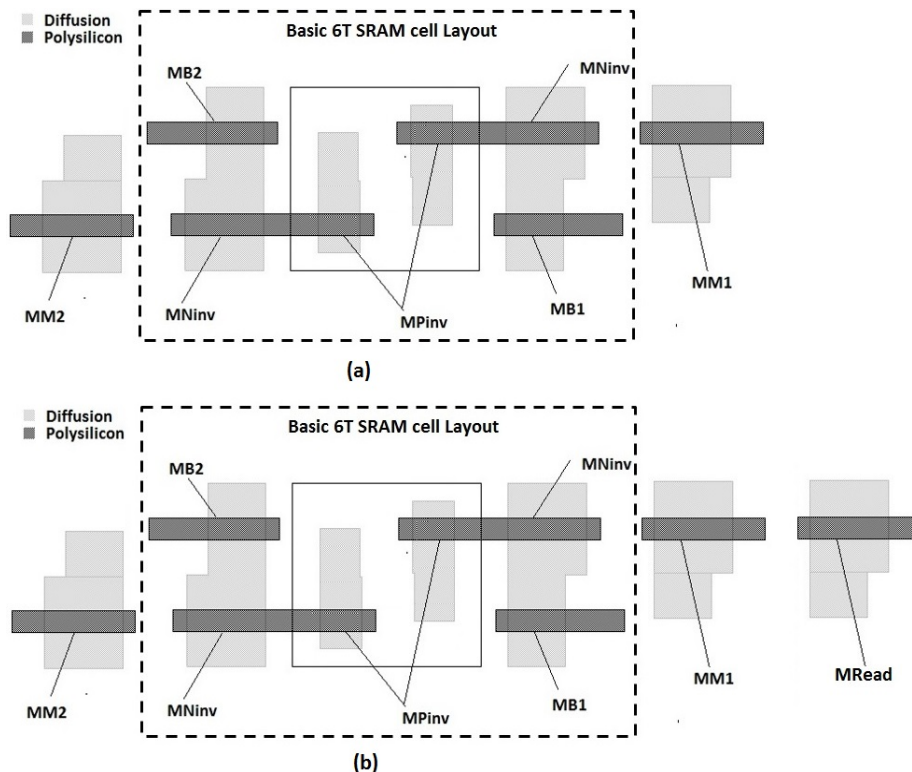 Diffusion
Polysilicon
Basic 6T SRAM cell Layout
MB2
MNinv
MM2
MNinv
MPinv
MB1
MM1
(a)
Diffusion
Polysilicon
Basic 6T SRAM cell Layout
MB2
MNinv
MM2
MNinv
MPinv
MB1
MM1
MRead
(b)